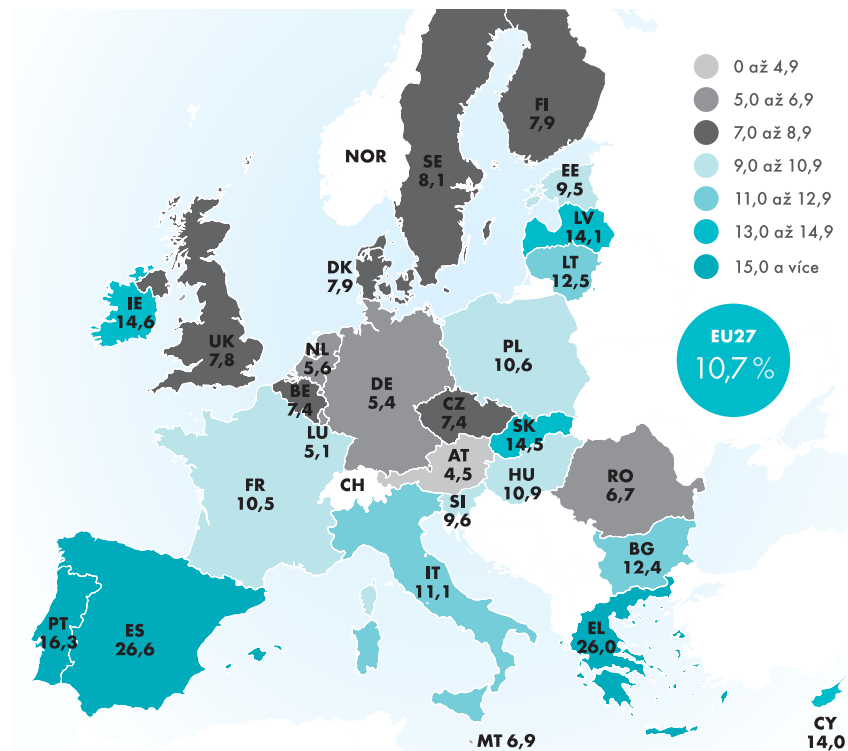 0 až 4,9
5,0 až 6,9
7,0 až 8,9
9,0 až 10,9
11,0 až 12,9
13,0 až 14,9
15,0 a více
EU27
10,7 %
FI
7,9
NOR
SE
8,1
EE
9,5
LV
14,1
LT
12,5
DK
7,9
IE
14,6
UK
7,8
NL
5,6
BE
7,4
LU
5,1
DE
5,4
PL
10,6
CZ
7,4
SK
14,5
AT
4,5
HU
10,9
SI
9,6
CH
FR
10,5
RO
6,7
BG
12,4
IT
11,1
PT
16,3
ES
26,6
EL
26,0
MT 6,9
CY
14,0